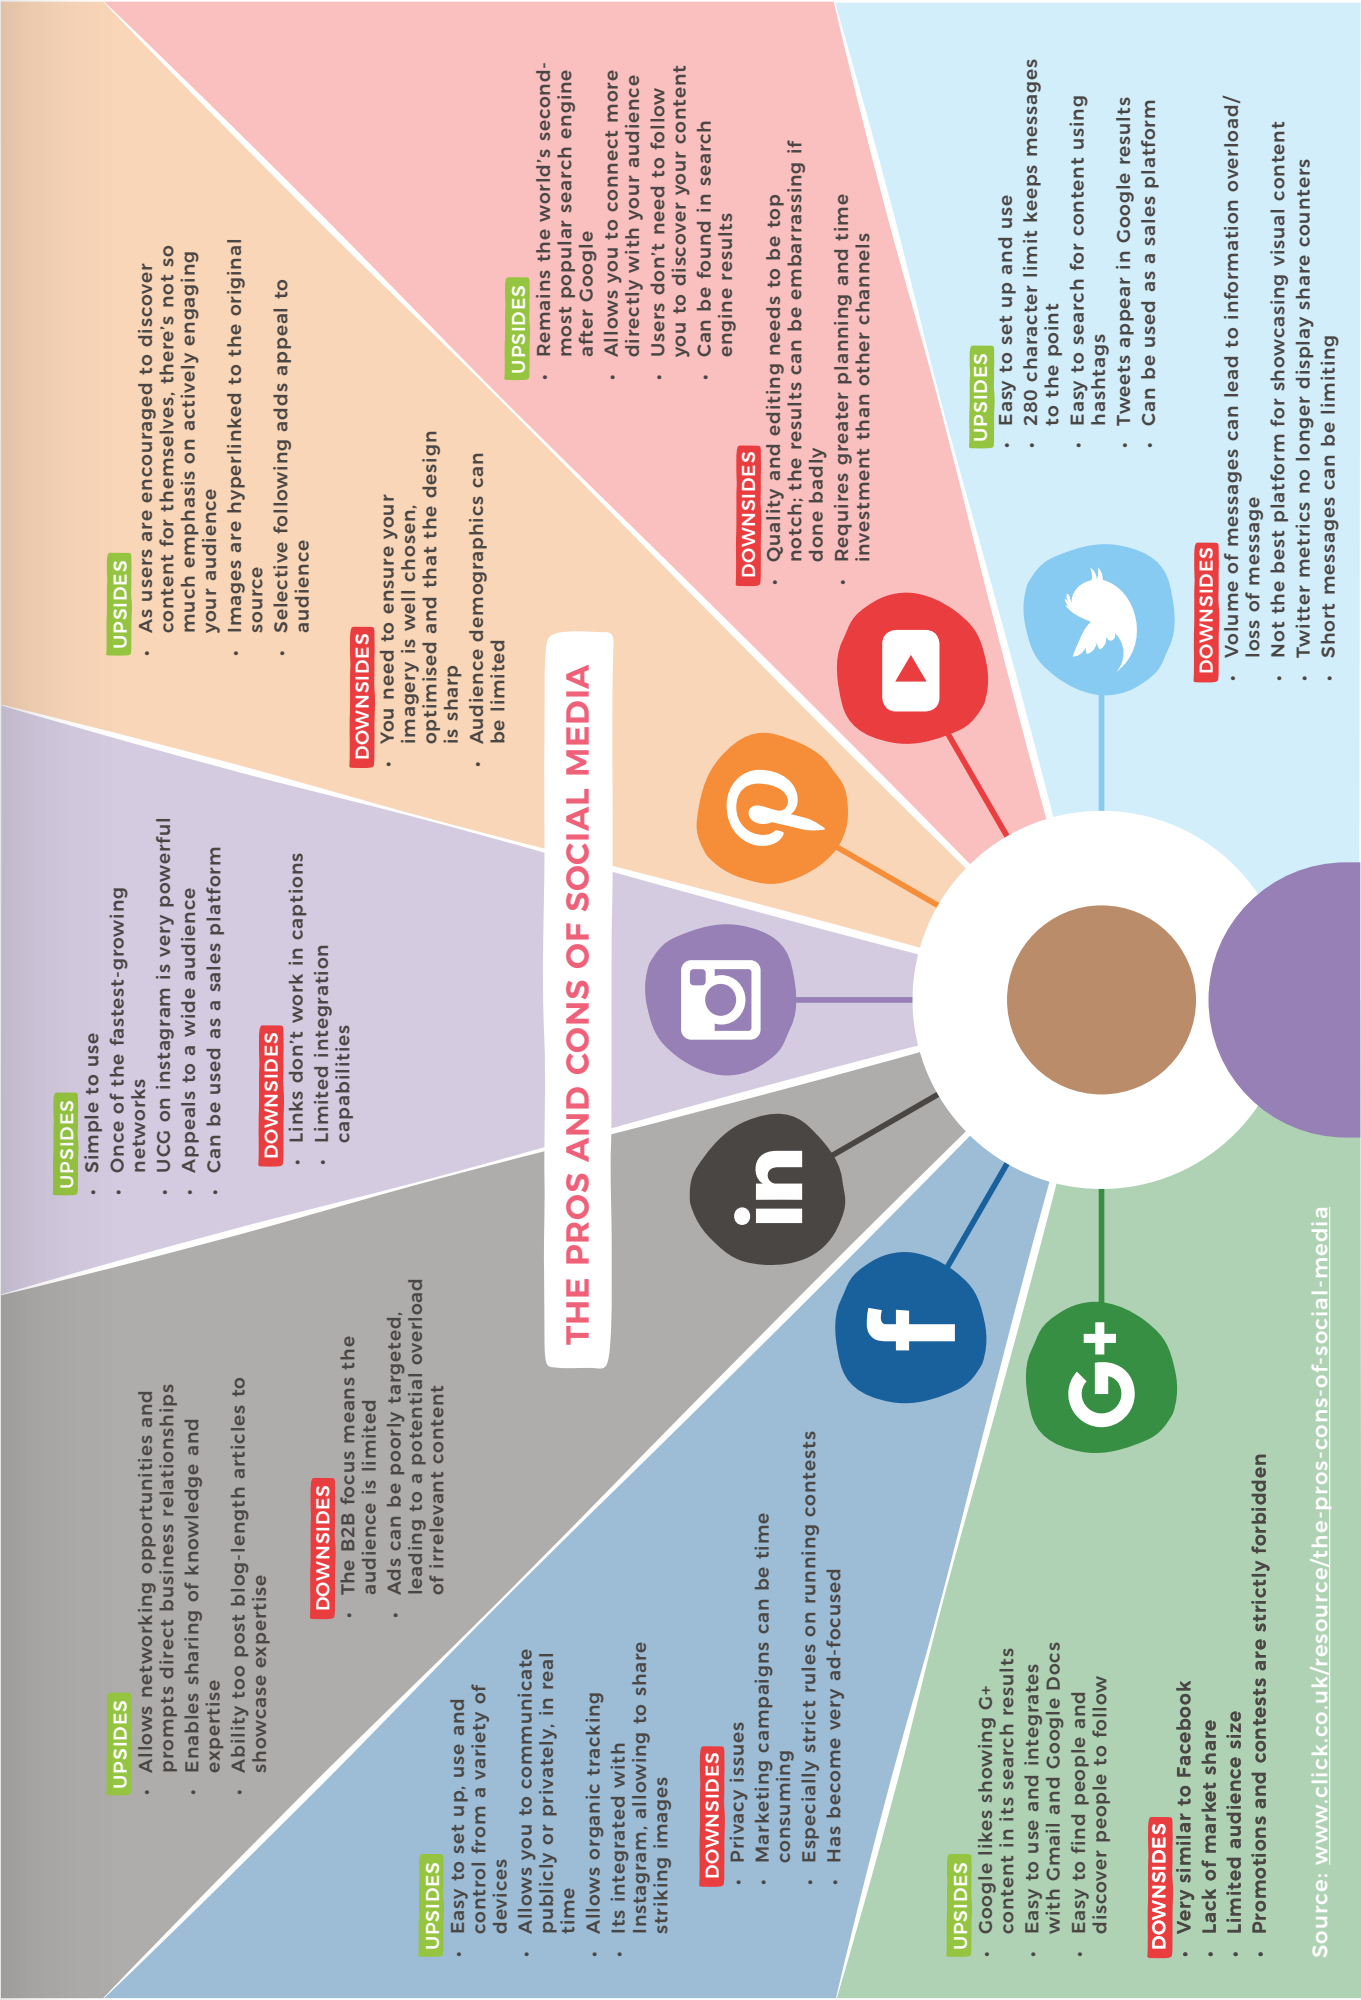 THE PROS AND CONS OF SOCIAL MEDIA
UPSIDES
• Google likes showing G+
content in its search results
• Easy to use and integrates
with Gmail and Google Docs
• Easy to find people and
discover people to follow
DOWNSIDES
• Very similar to Facebook
• Lack of market share
• Limited audience size
• Promotions and contests are strictly forbidden
G+
UPSIDES
• Easy to set up, use and
control from a variety of
devices
• Allows you to communicate
publicly or privately, in real
time
• Allows organic tracking
• Its integrated with
Instagram, allowing to share
striking images
DOWNSIDES
• Privacy issues
• Marketing campaigns can be time
consuming
• Especially strict rules on running contests
• Has become very ad-focused
f
UPSIDES
• Allows networking opportunities and
prompts direct business relationships
• Enables sharing of knowledge and
expertise
• Ability too post blog-length articles to
showcase expertise
DOWNSIDES
• The B2B focus means the
audience is limited
• Ads can be poorly targeted,
leading to a potential overload
of irrelevant content
in
UPSIDES
• Simple to use
• Once of the fastest-growing
networks
• UCG on instagram is very powerful
• Appeals to a wide audience
• Can be used as a sales platform
DOWNSIDES
• Links don't work in captions
• Limited integration
capabilities
UPSIDES
• As users are encouraged to discover
content for themselves, there's not so
much emphasis on actively engaging
your audience
• Images are hyperlinked to the original
source
• Selective following adds appeal to
audience
DOWNSIDES
• You need to ensure your
imagery is well chosen,
optimised and that the design
is sharp
• Audience demographics can
be limited
UPSIDES
• Remains the world's second-
most popular search engine
after Google
• Allows you to connect more
directly with your audience
• Users don't need to follow
you to discover your content
• Can be found in search
engine results
DOWNSIDES
• Quality and editing needs to be top
notch; the results can be embarrassing if
done badly
• Requires greater planning and time
investment than other channels
UPSIDES
• Easy to set up and use
• 280 character limit keeps messages
to the point
• Easy to search for content using
hashtags
• Tweets appear in Google results
• Can be used as a sales platform
DOWNSIDES
• Volume of messages can lead to information overload/
loss of message
• Not the best platform for showcasing visual content
• Twitter metrics no longer display share counters
• Short messages can be limiting
Source: www.click.co.uk/resource/the-pros-cons-of-social-media